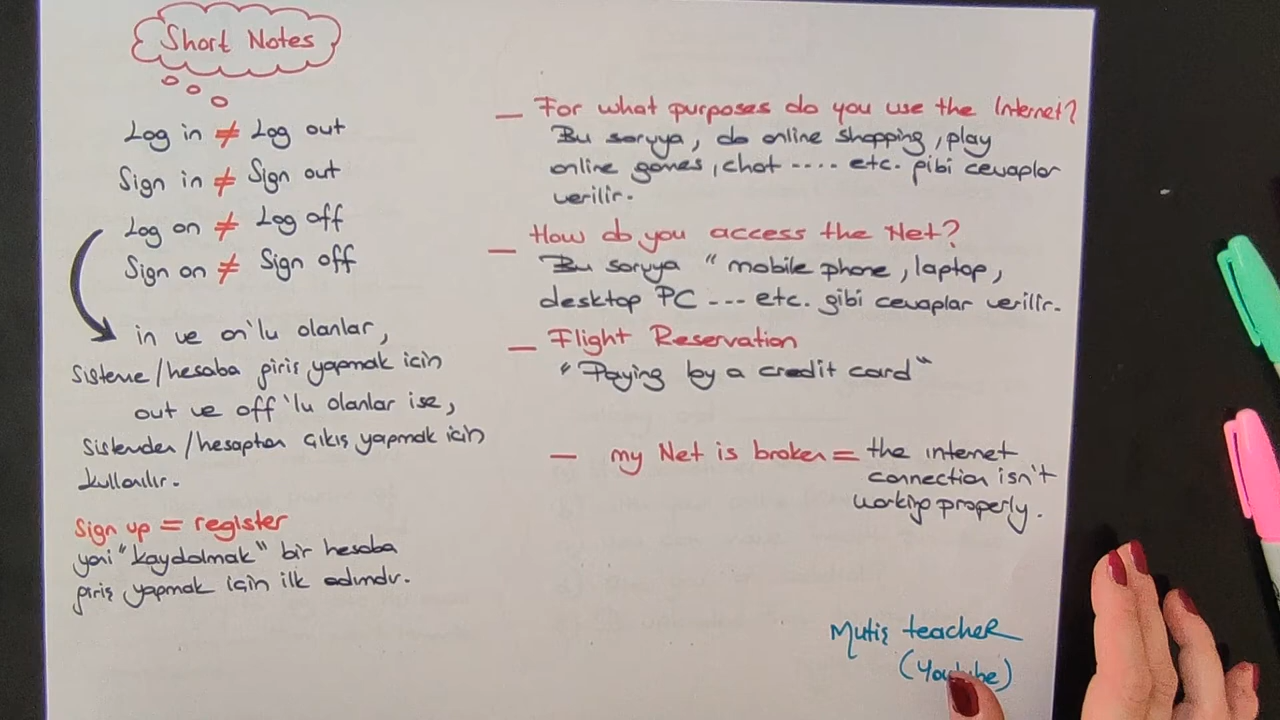 Short Notes
Log in ≠ Log out
Sign in ≠ Sign out
Log on ≠ Log off
Sign on ≠ Sign off
in ve on'lu olanlar,
sisteme/hesaba giriş yapmak için
out ve off'lu olanlar ise,
sistemden/hesaptan çıkış yapmak için
kullanılır.
Sign up = register
yani "kaydolmak" bir hesaba
giriş yapmak için ilk adımdır.
— For what purposes do you use the Internet?
Bu soruya, do online shopping, play
online games, chat .... etc. gibi cevaplar
verilir.
— How do you access the Net?
Bu soruya "mobile phone, laptop,
desktop PC --- etc. gibi cevaplar verilir.
— Flight Reservation
"Paying by a credit card"
— my Net is broken = the internet
connection isn't
working properly.
Mutiş teacher
(Youtube)